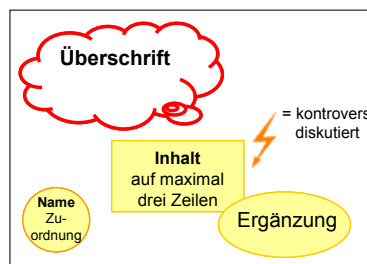 Überschrift
= kontrovers
diskutiert
Inhalt
auf maximal
drei Zeilen
Name
Zu-
ordnung
Ergänzung